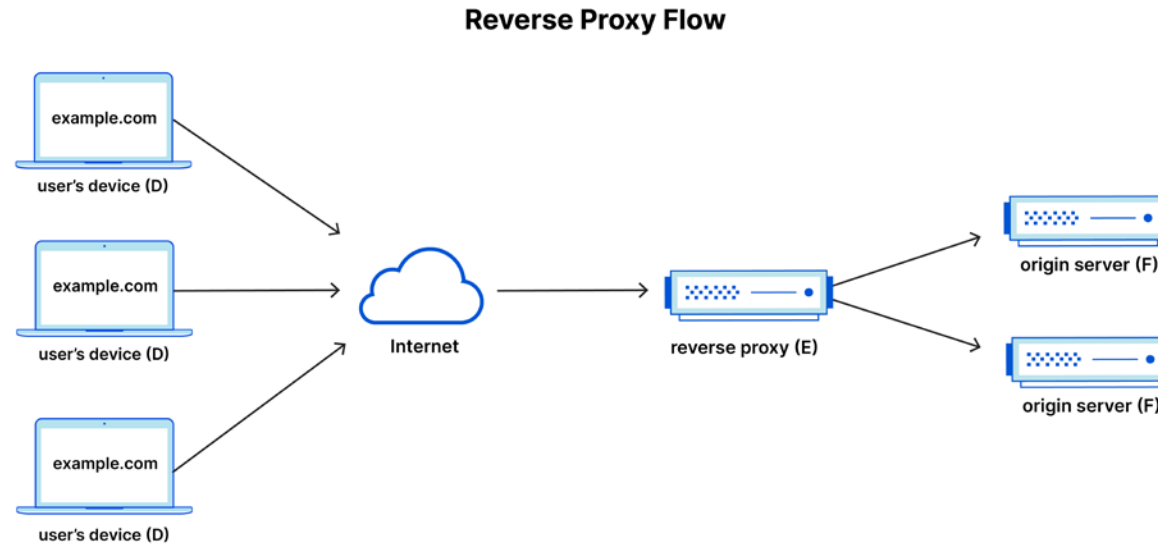 Reverse Proxy Flow
example.com
user's device (D)
example.com
user's device (D)
example.com
user's device (D)
Internet
reverse proxy (E)
origin server (F)
origin server (F)